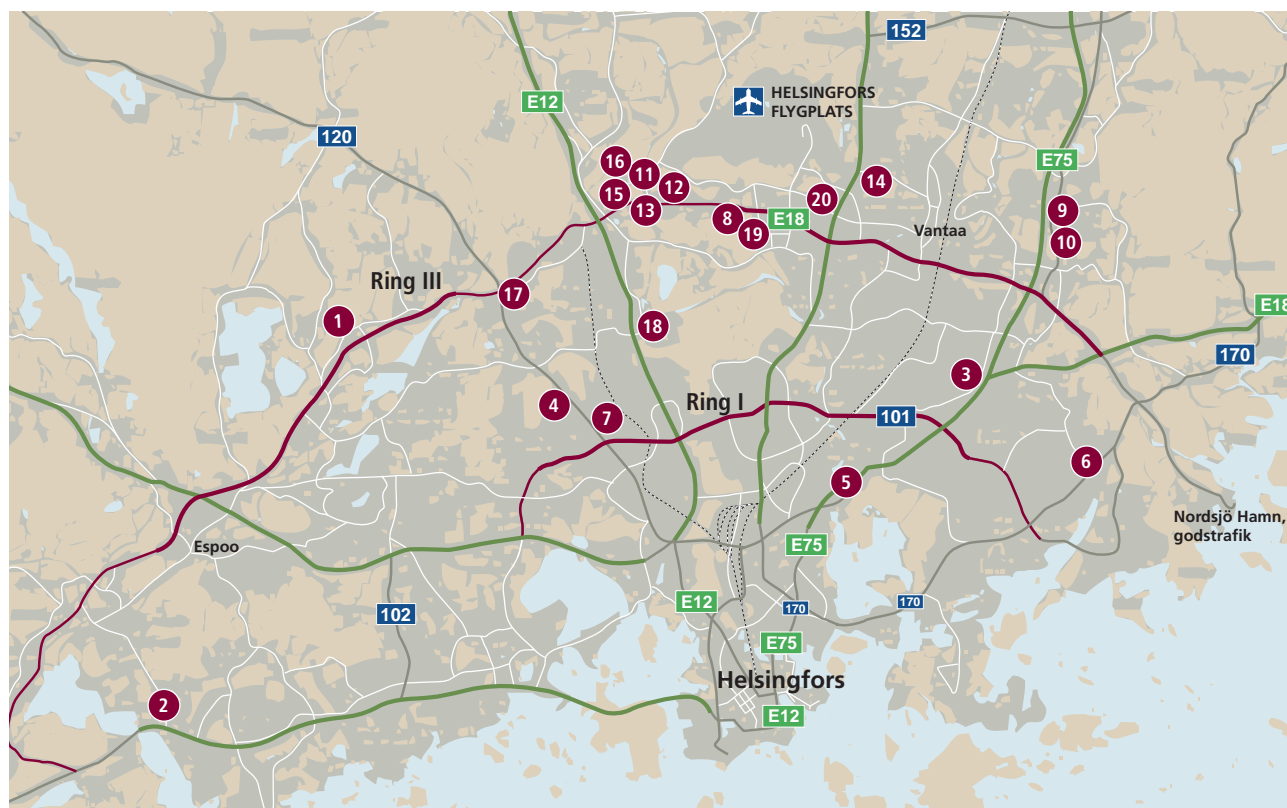 152
E12
HELSINGFORS
FLYGPLATS
120
E75
16
11
14
12
15
20
9
13
8
E18
19
10
Vantaa
Ring III
17
E18
1
18
170
3
Ring I
4
7
101
6
5
Nordsjö Hamn,
godstrafik
E75
Espoo
E12
170
170
102
E75
Helsingfors
2
E12